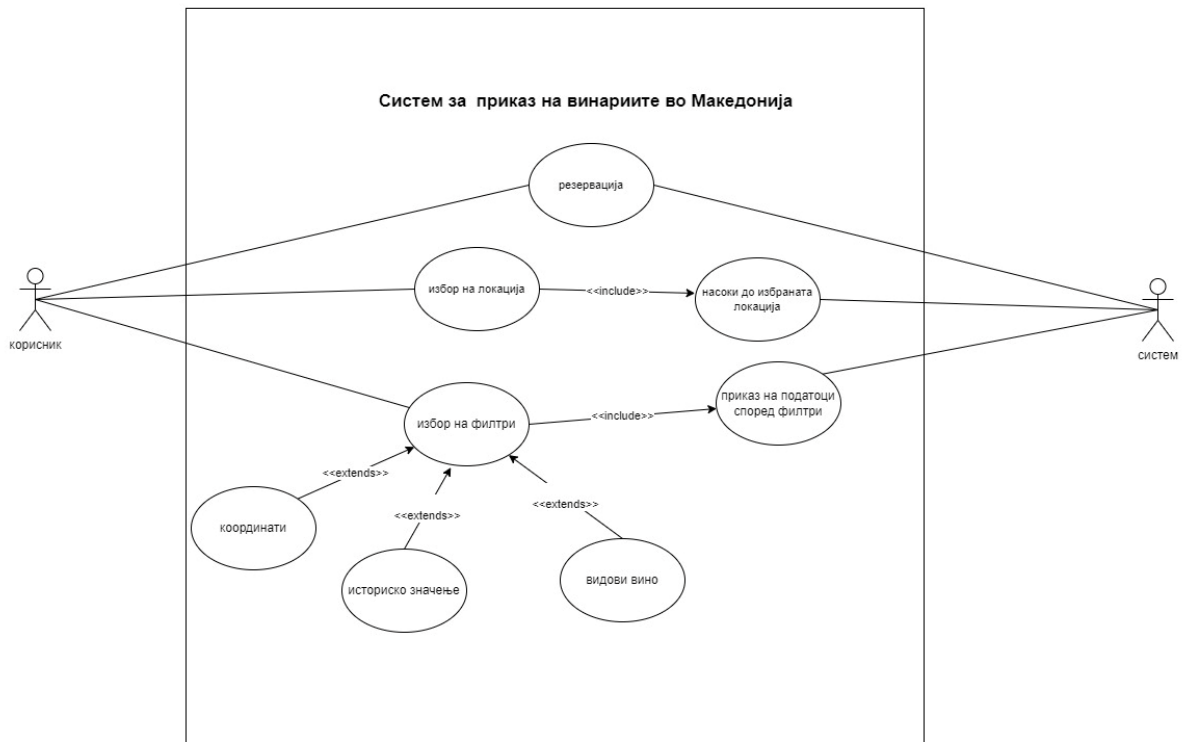 Систем за приказ на винариите во Македонија
резервација
избор на локација
<<include>>
насоки до избраната
локација
корисник
систем
избор на филтри
<<include>>
приказ на податоци
според филтри
<<extends>>
<<extends>>
<<extends>>
координати
историско значење
видови вино